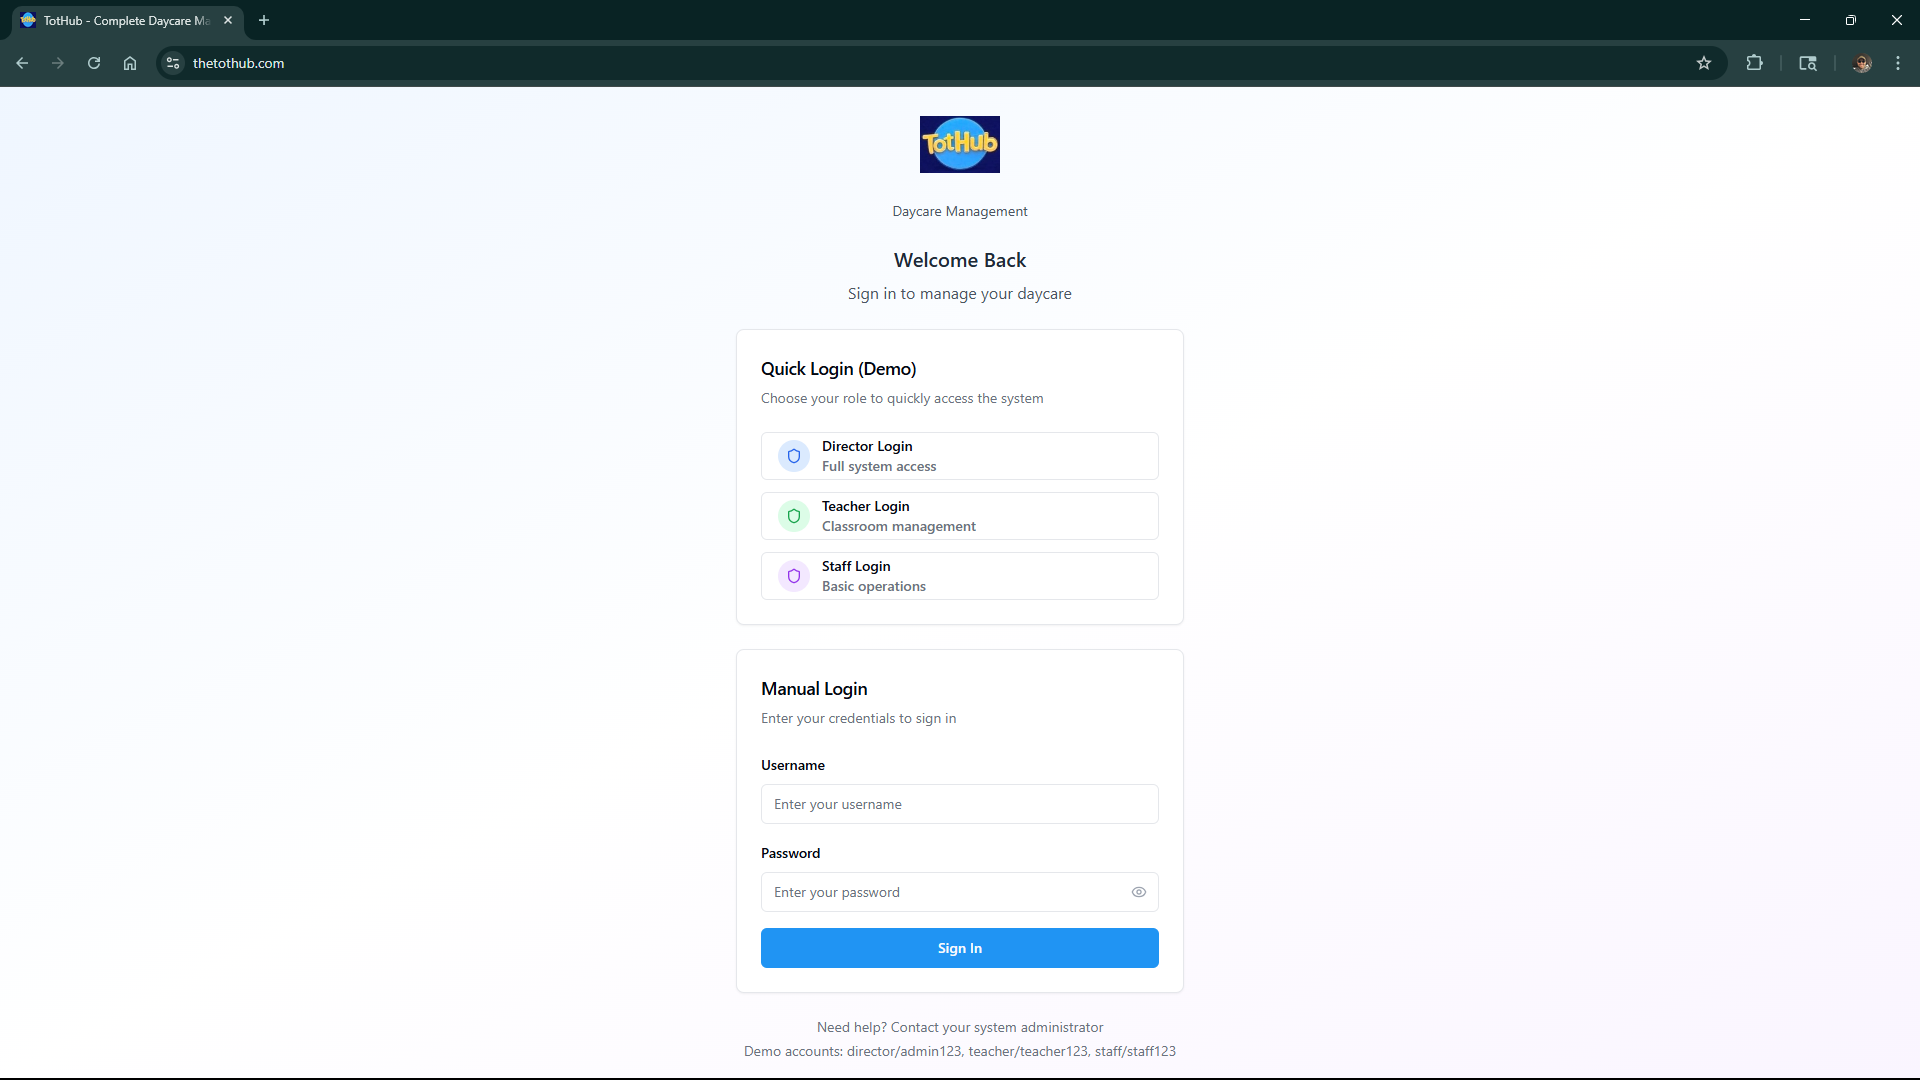 TotHub - Complete Daycare Ma
thetothub.com
TotHub
Daycare Management
Welcome Back
Sign in to manage your daycare
Quick Login (Demo)
Choose your role to quickly access the system
Director Login
Full system access
Teacher Login
Classroom management
Staff Login
Basic operations
Manual Login
Enter your credentials to sign in
Username
Enter your username
Password
Enter your password
Sign In
Need help? Contact your system administrator
Demo accounts: director/admin123, teacher/teacher123, staff/staff123